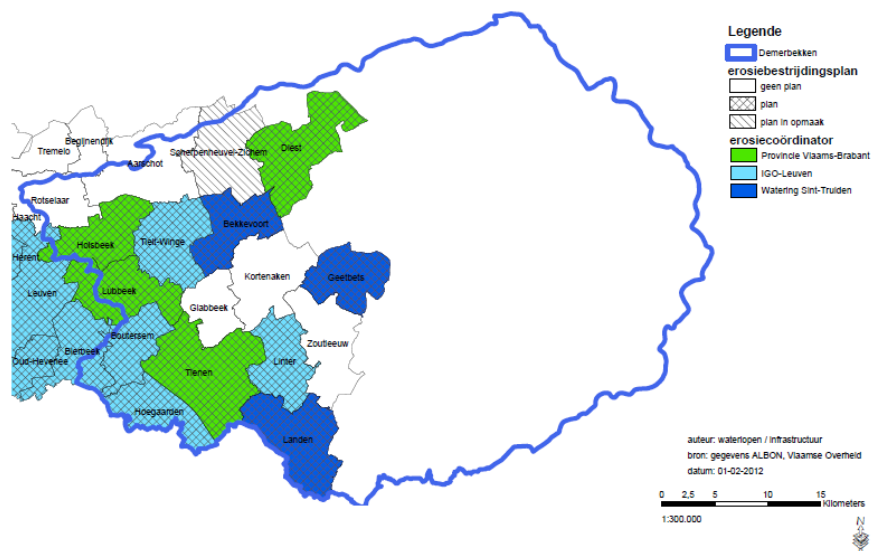 Legende
Demerbekken
erosiebestrijdingsplan
geen plan
plan
plan in opmaak
erosiecoördinator
Provincie Vlaams-Brabant
IGO-Leuven
Watering Sint-Truiden
Begijnendijk
Tremelo
Aarschot
Scherpenheuvel-Zichem
Diest
Rotselaar
Haacht
Holsbeek
Tielt-Winge
Bekkevoort
Herent
Leuven
Lubbeek
Kortenaken
Geetbets
Glabbeek
Boutersem
Bierbeek
Oud-Heverlee
Zoutleeuw
Linter
Tienen
Hoegaarden
Landen
auteur: waterlopen / infrastructuur
bron: gegevens ALBON, Vlaamse Overheid
datum: 01-02-2012
0 2,5 5 10 15
Kilometers
1:300.000
N